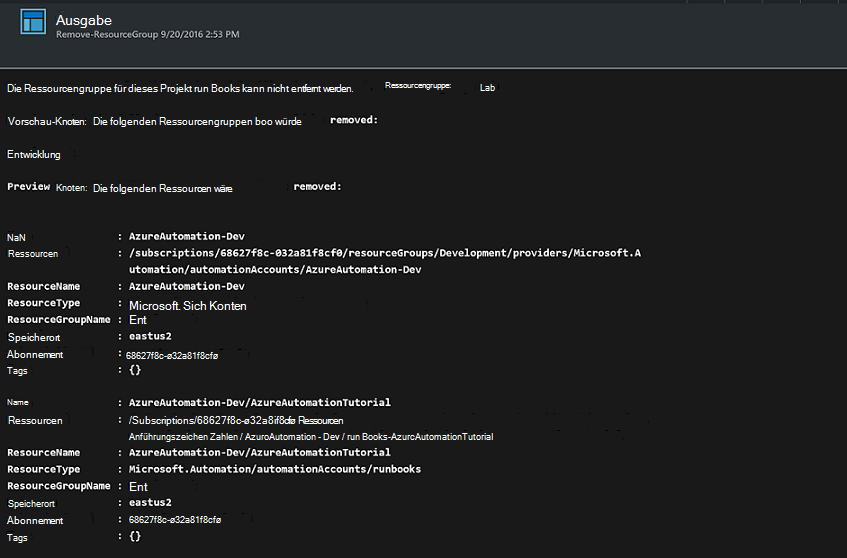 Ausgabe
Remove-ResourceGroup 9/20/2016 2:53 PM
Die Ressourcengruppe für dieses Projekt run Books kann nicht entfernt werden. Ressourcengruppe: Lab
Vorschau-Knoten: Die folgenden Ressourcengruppen boo würde removed:
Entwicklung
Preview Knoten: Die folgenden Ressourcen wäre removed:
NaN : AzureAutomation-Dev
Ressourcen : /subscriptions/68627f8c-032a81f8cf0/resourceGroups/Development/providers/Microsoft.A
utomation/automationAccounts/AzureAutomation-Dev
ResourceName : AzureAutomation-Dev
ResourceType : Microsoft. Sich Konten
ResourceGroupName : Ent
Speicherort : eastus2
Abonnement : 68627f8c-ø32a81f8cfø
Tags : {}
Name : AzureAutomation-Dev/AzureAutomationTutorial
Ressourcen : /Subscriptions/68627f8c-ø32a8if8cfø Ressourcen
Anführungszeichen Zahlen / AzuroAutomation - Dev / run Books-AzurcAutomationTutorial
ResourceName : AzureAutomation-Dev/AzureAutomationTutorial
ResourceType : Microsoft.Automation/automationAccounts/runbooks
ResourceGroupName : Ent
Speicherort : eastus2
Abonnement : 68627f8c-ø32a81f8cfø
Tags : {}